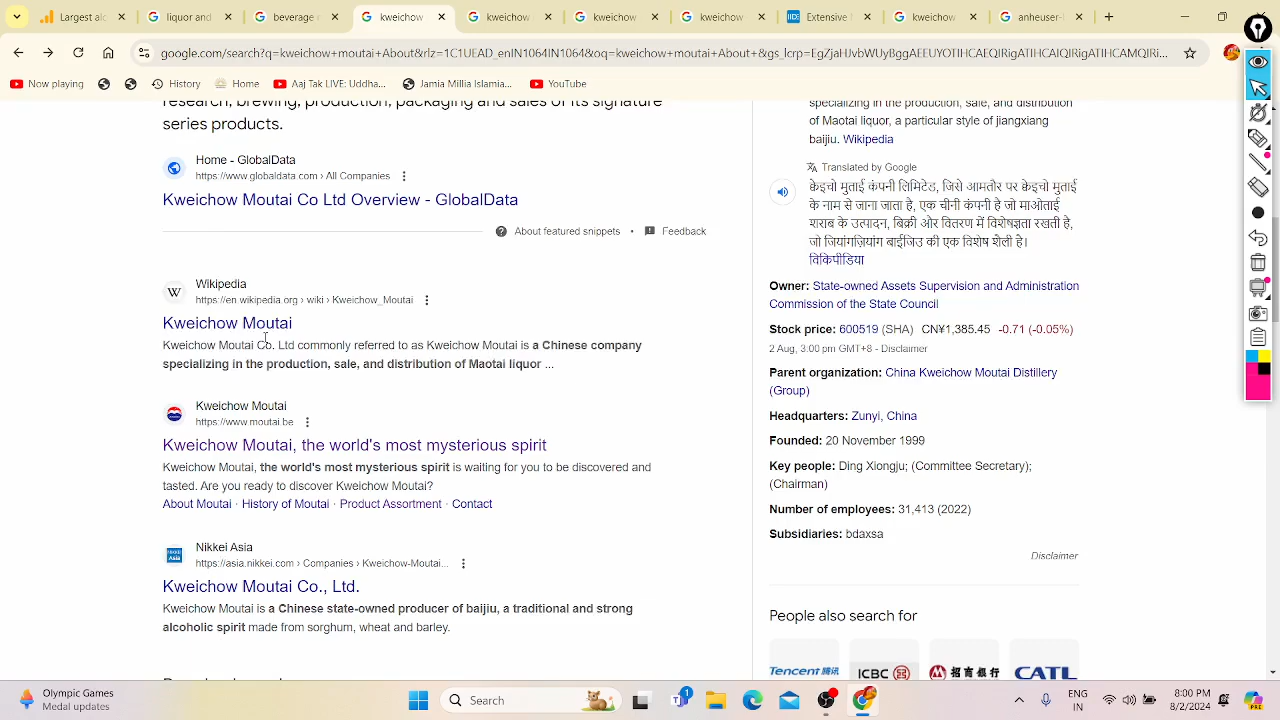 Largest alc
liquor and
beverage c
kweichow
kweichow
kweichow
kweichow
Extensive
kweichow
anheuser-b
google.com/search?q=kweichow+moutai+About+&rlz=1C1UEAD_enIN1064IN1064&oq=kweichow+moutai+About+&gs_lcrp=EgZjaHJvbWUyBggAEEUYOTIHCAEQIRigATIHCAIQIRigATIHCAMQIRi...
Now playing
History
Home
Aaj Tak LIVE: Uddha...
Jamia Millia Islamia...
YouTube
research, brewing, production, packaging and sales of its signature
series products.
Home - GlobalData
https://www.globaldata.com › All Companies
Kweichow Moutai Co Ltd Overview - GlobalData
About featured snippets
•
Feedback
Wikipedia
https://en.wikipedia.org › wiki › Kweichow_Moutai
Kweichow Moutai
Kweichow Moutai Co. Ltd commonly referred to as Kweichow Moutai is a Chinese company
specializing in the production, sale, and distribution of Maotai liquor ...
Kweichow Moutai
https://www.moutai.be
Kweichow Moutai, the world's most mysterious spirit
Kweichow Moutai, the world's most mysterious spirit is waiting for you to be discovered and
tasted. Are you ready to discover Kweichow Moutai?
About Moutai · History of Moutai · Product Assortment · Contact
Nikkei Asia
https://asia.nikkei.com › Companies › Kweichow-Moutai...
Kweichow Moutai Co., Ltd.
Kweichow Moutai is a Chinese state-owned producer of baijiu, a traditional and strong
alcoholic spirit made from sorghum, wheat and barley.
specializing in the production, sale, and distribution
of Maotai liquor, a particular style of jiangxiang
baijiu. Wikipedia
Translated by Google
क्वेइचो मुताई कंपनी लिमिटेड, जिसे आमतौर पर क्वेइचो मुताई
के नाम से जाना जाता है, एक चीनी कंपनी है जो माओताई
शराब के उत्पादन, बिक्री और वितरण में विशेषज्ञता रखती है,
जो जियांगज़ियांग बाईजिउ की एक विशेष शैली है।
विकिपीडिया
Owner: State-owned Assets Supervision and Administration
Commission of the State Council
Stock price: 600519 (SHA) CN¥1,385.45 -0.71 (-0.05%)
2 Aug, 3:00 pm GMT+8 - Disclaimer
Parent organization: China Kweichow Moutai Distillery
(Group)
Headquarters: Zunyi, China
Founded: 20 November 1999
Key people: Ding Xiongju; (Committee Secretary);
(Chairman)
Number of employees: 31,413 (2022)
Subsidiaries: bdaxsa
Disclaimer
People also search for
Tencent 腾讯
ICBC
招商银行
CATL
Olympic Games
Medal updates
Search
1
ENG
IN
8:00 PM
8/2/2024